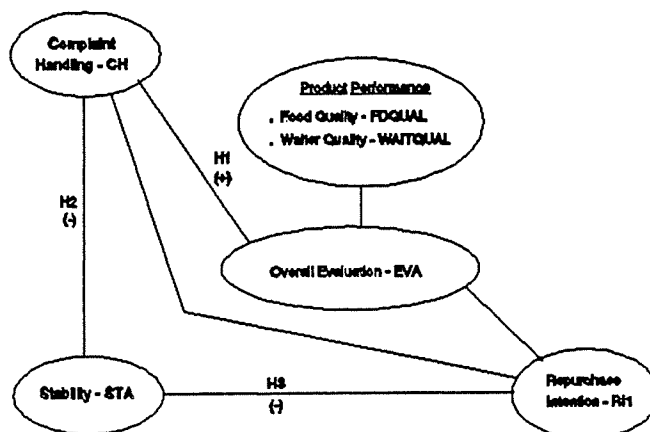 Complaint
Handling - CH
Product Performance
. Food Quality - FDQUAL
. Waiter Quality - WAITQUAL
H1
(+)
H2
(-)
Overall Evaluation - EVA
Stability - STA
H3
(-)
Repurchase
Intention - RI1